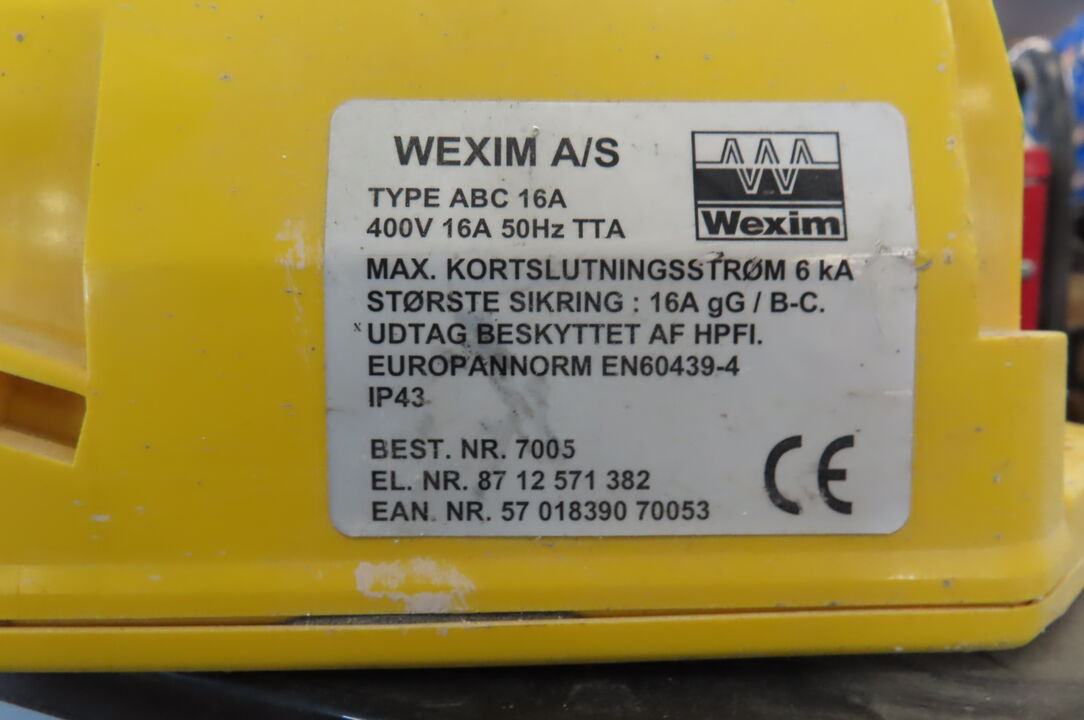 WEXIM A/S
Wexim
TYPE ABC 16A
400V 16A 50Hz TTA
MAX. KORTSLUTNINGSSTRØM 6 kA
STØRSTE SIKRING : 16A gG / B-C.
x UDTAG BESKYTTET AF HPFI.
EUROPANNORM EN60439-4
IP43
BEST. NR. 7005
EL. NR. 87 12 571 382
EAN. NR. 57 018390 70053
CE